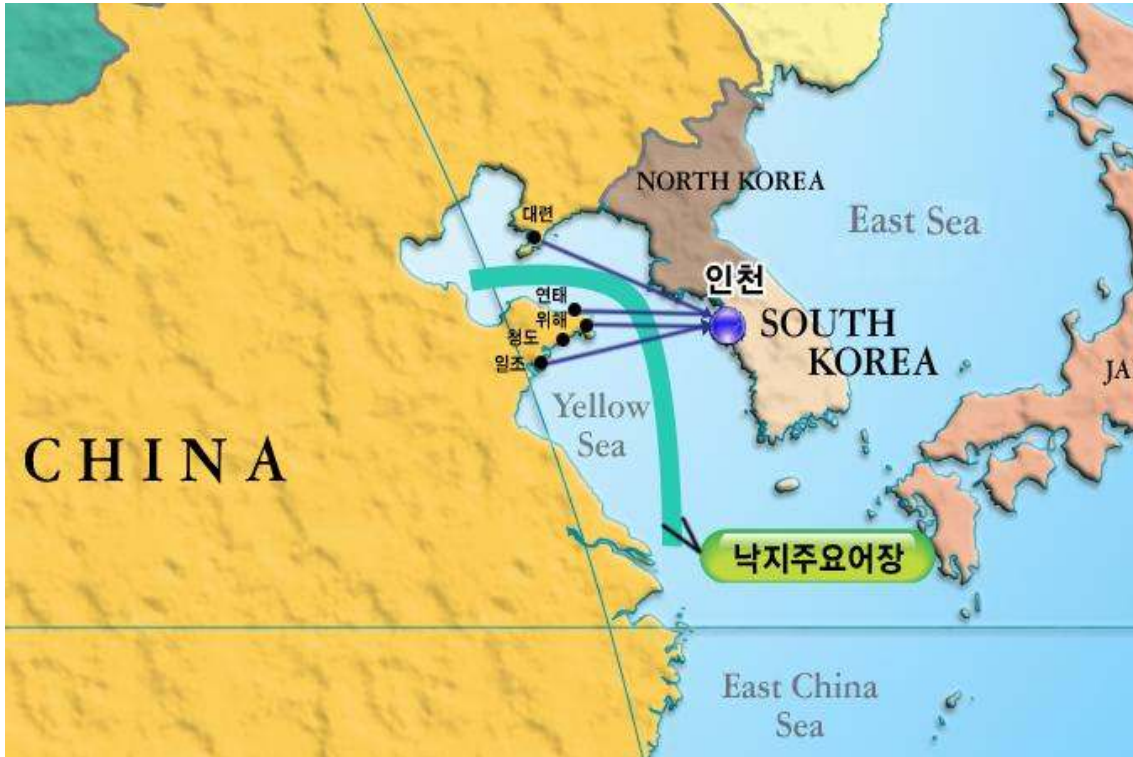 NORTH KOREA
대련
East Sea
인천
연태
위해
SOUTH
KOREA
청도
일조
JA
Yellow
Sea
CHINA
낙지주요어장
East China
Sea